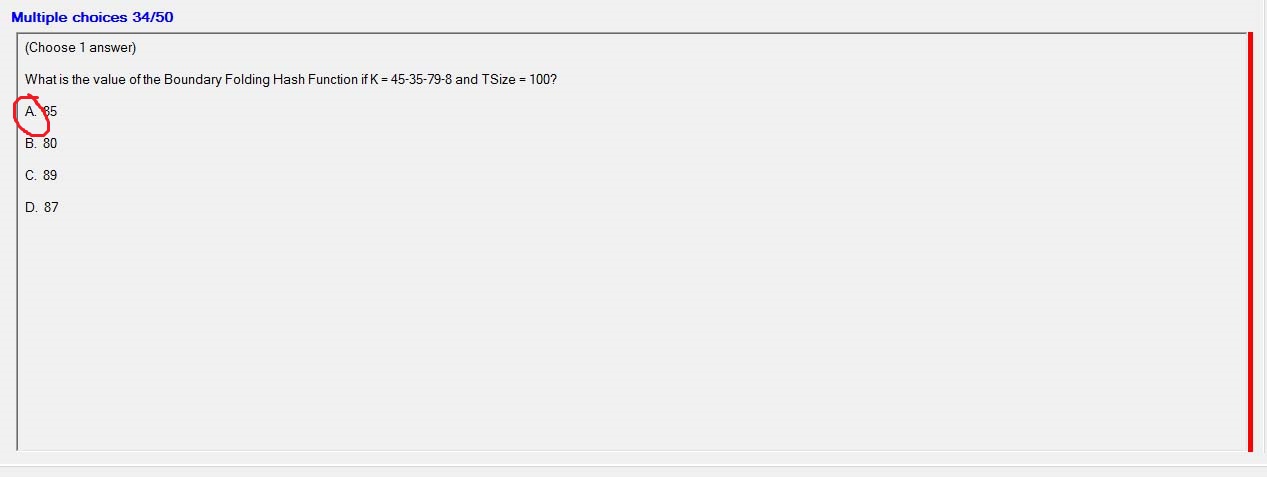 Multiple choices 34/50
(Choose 1 answer)
What is the value of the Boundary Folding Hash Function if K = 45-35-79-8 and TSize = 100?
A. 85
B. 80
C. 89
D. 87